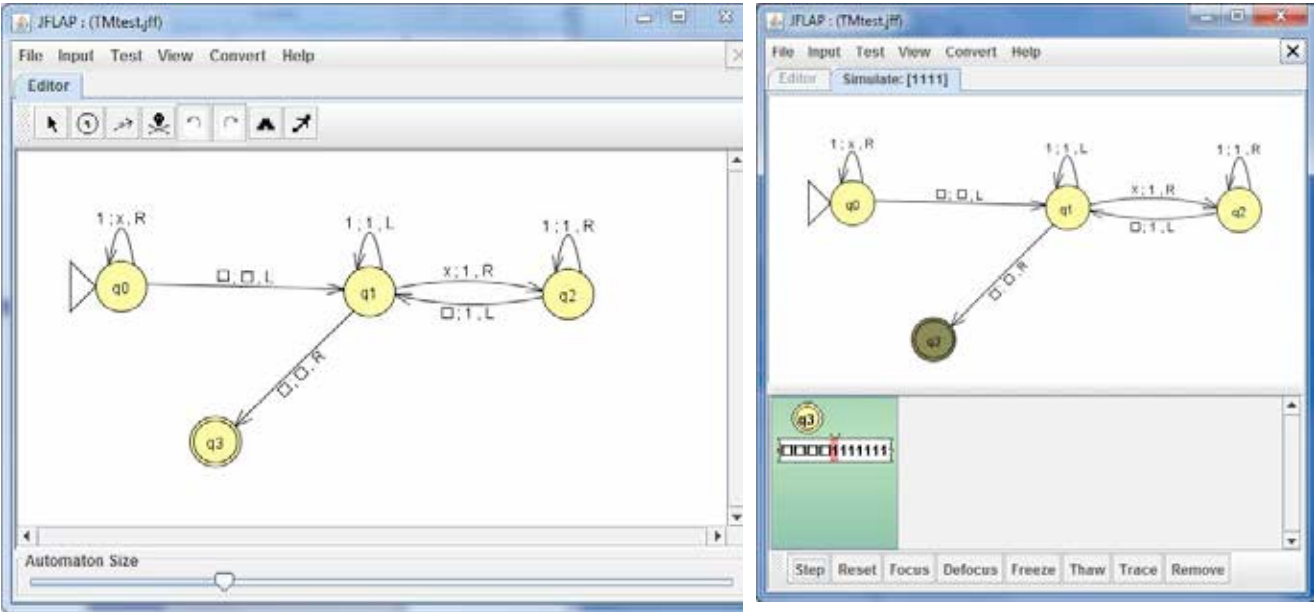 JFLAP : (TMtest.jff)
File Input Test View Convert Help
Editor
1 ; x , R
1 ; 1 , L
1 ; 1 , R
□ ; □ , L
x ; 1 , R
□ ; 1 , L
q0
q1
q2
□ ; □ , R
q3
Automaton Size
JFLAP : (TMtest.jff)
File Input Test View Convert Help
Editor Simulate: [1111]
1 ; x , R
1 ; 1 , L
1 ; 1 , R
□ ; □ , L
x ; 1 , R
□ ; 1 , L
q0
q1
q2
□ ; □ , R
q3
q3
□□□□1111111
Step Reset Focus Defocus Freeze Thaw Trace Remove